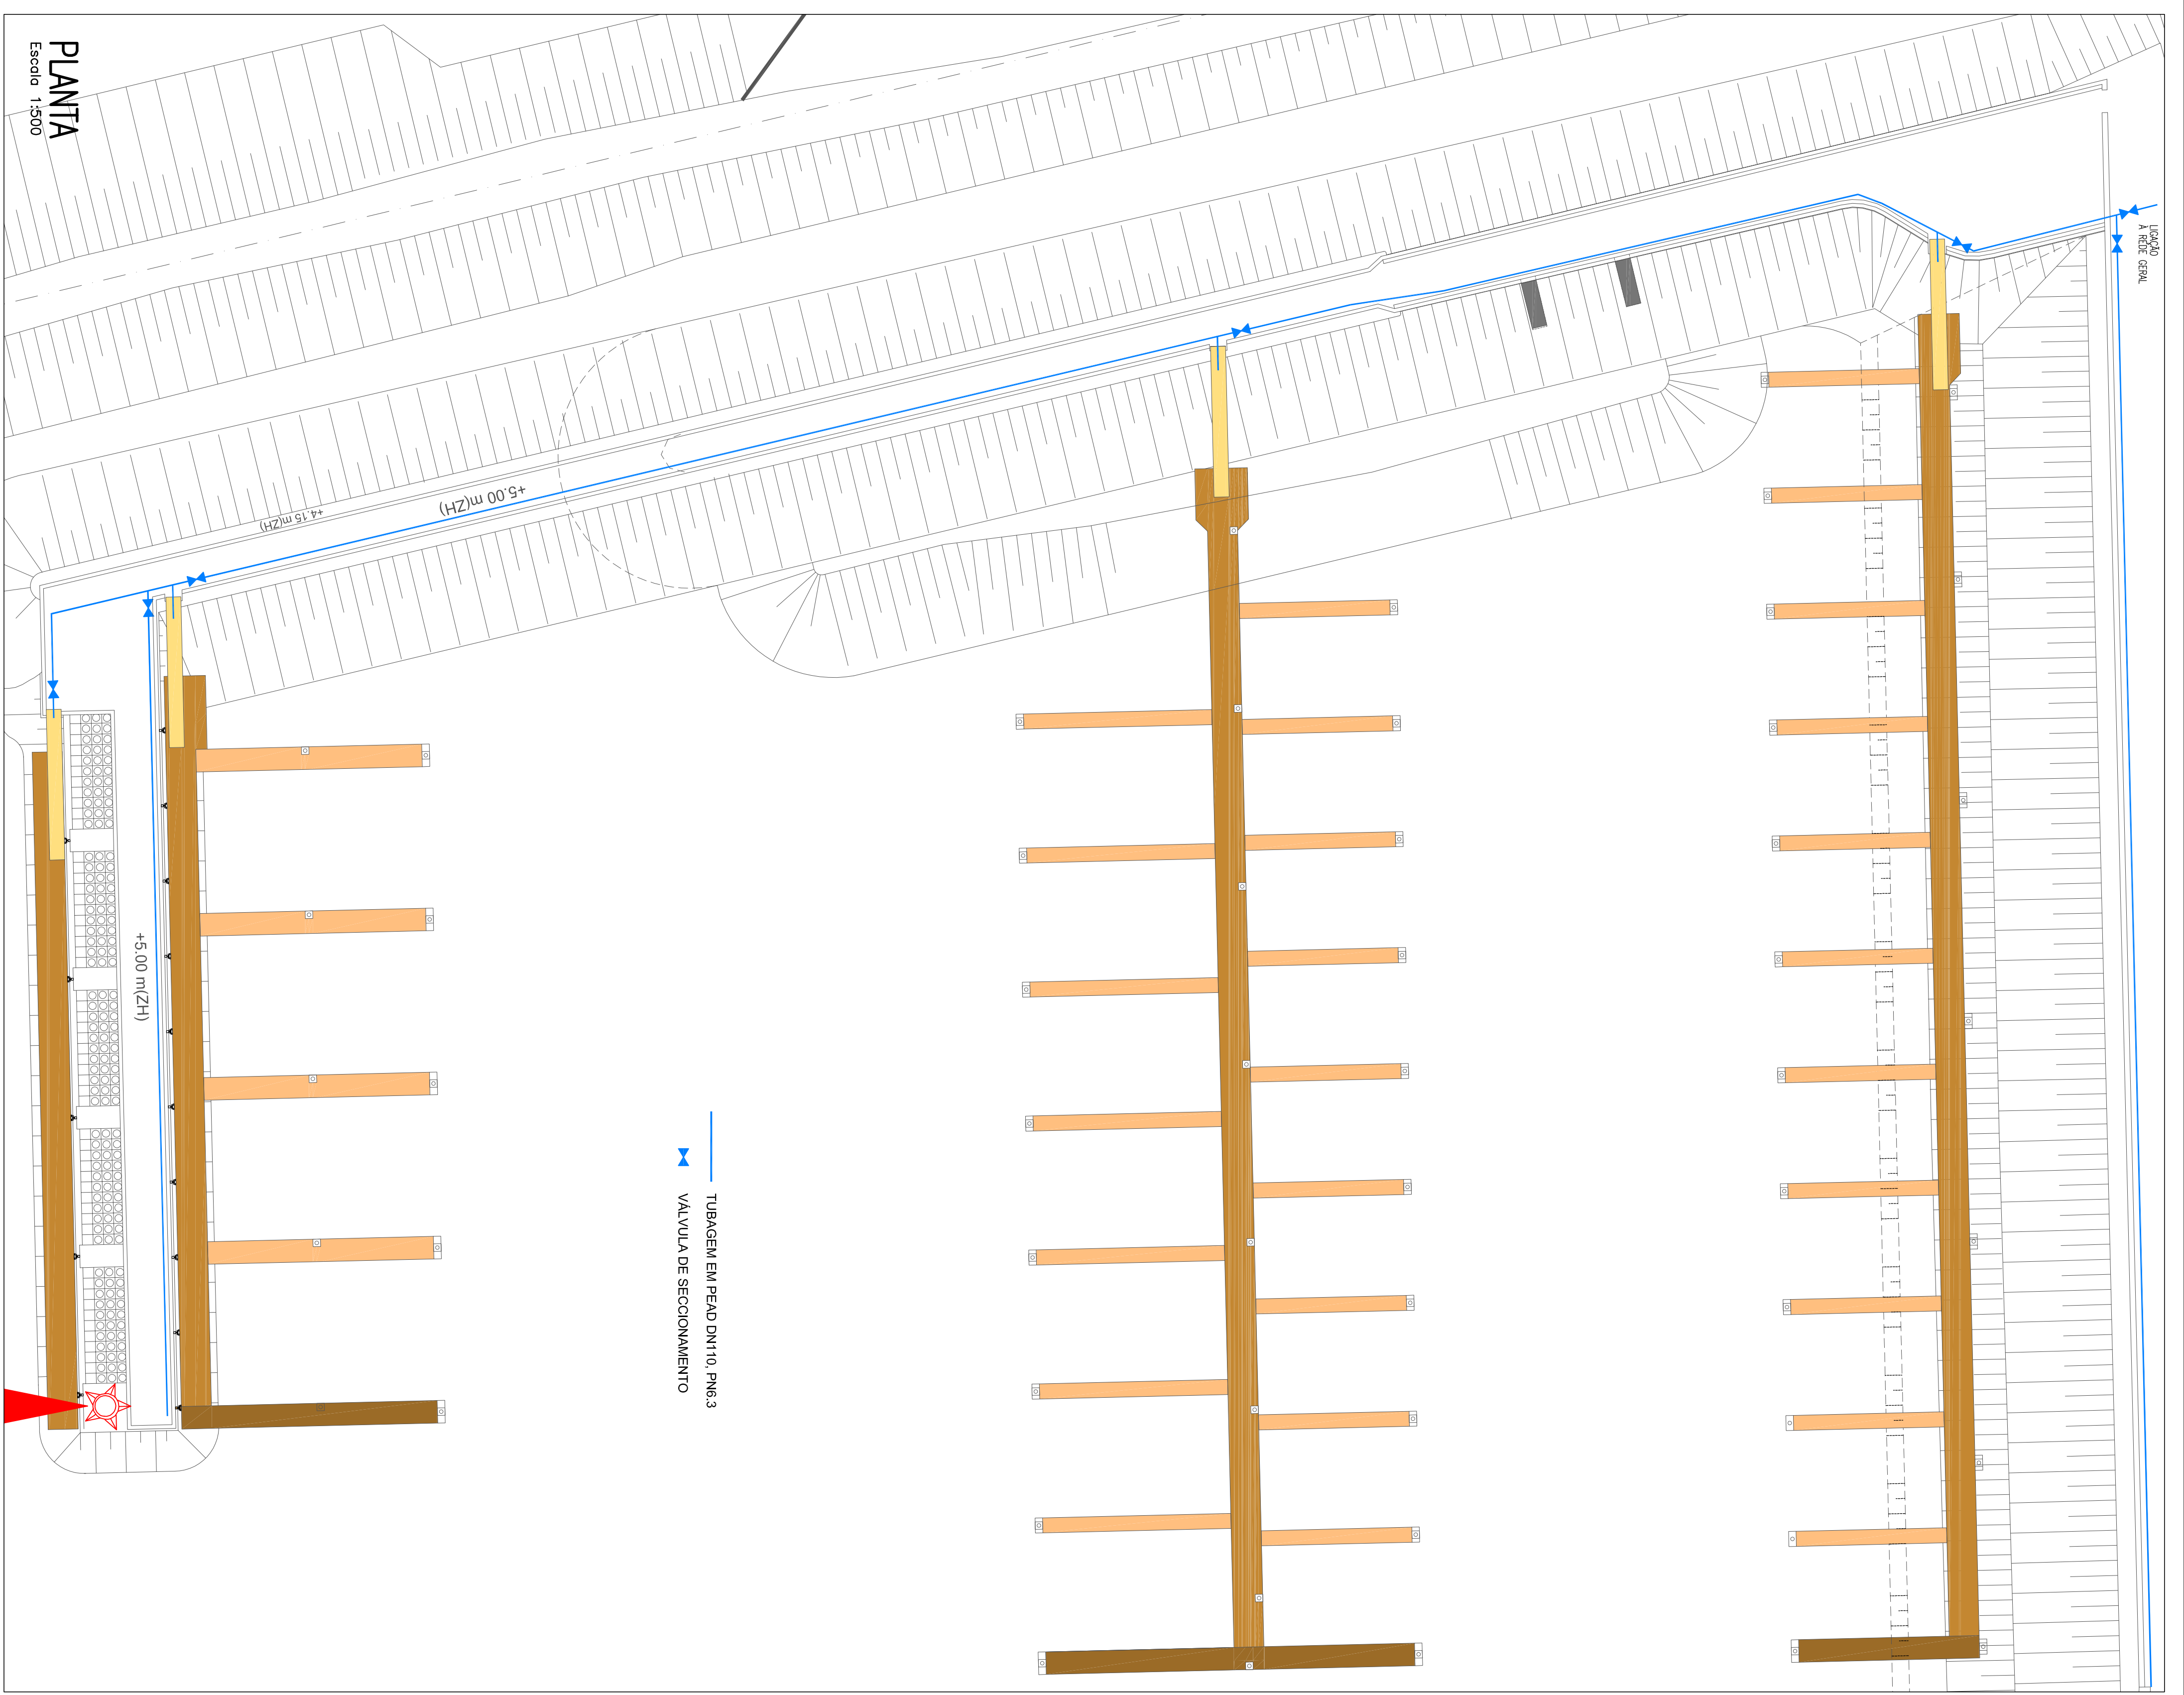 PLANTA
Escala 1:500
LIGAÇÃO
À REDE GERAL
+5.00 m(ZH)
+4.15 m(ZH)
+5.00 m(ZH)
TUBAGEM EM PEAD DN110, PN6.3
VÁLVULA DE SECCIONAMENTO